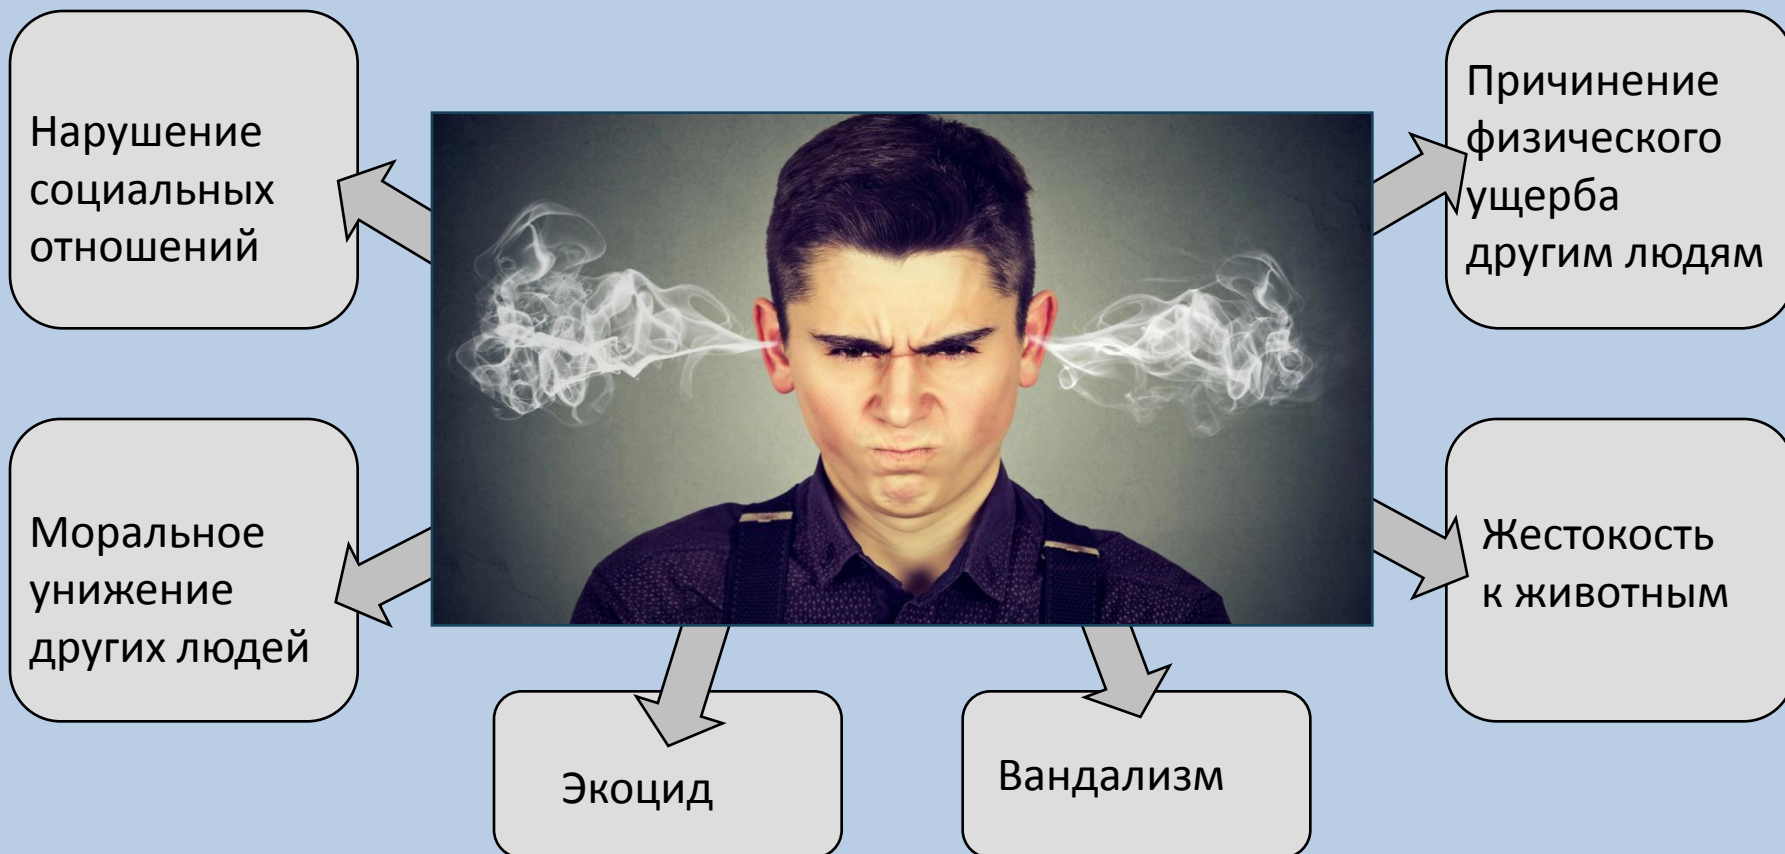 Нарушение
социальных
отношений
Причинение
физического
ущерба
другим людям
Моральное
унижение
других людей
Жестокость
к животным
Экоцид
Вандализм